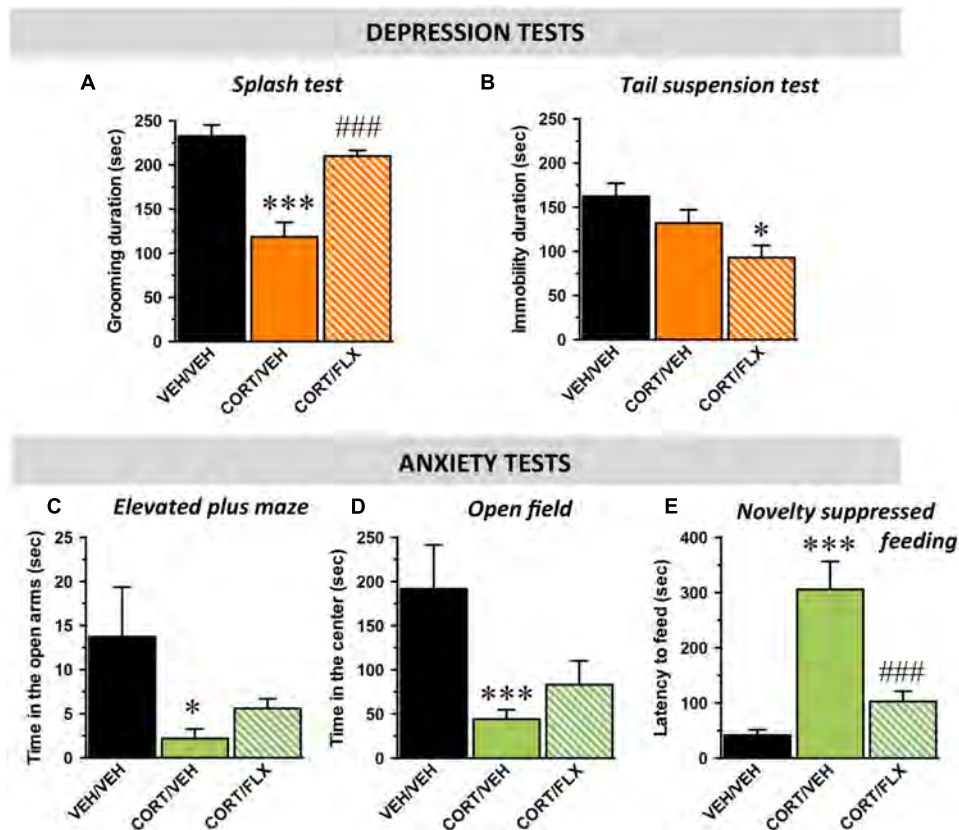 DEPRESSION TESTS
A
Splash test
Grooming duration (sec)
250
200
150
100
50
0
***
###
VEH/VEH
CORT/VEH
CORT/FLX
B
Tail suspension test
immobility duration (sec)
250
200
150
100
50
0
*
VEH/VEH
CORT/VEH
CORT/FLX
ANXIETY TESTS
C
Elevated plus maze
Time in the open arms (sec)
25
20
15
10
5
0
*
VEH/VEH
CORT/VEH
CORT/FLX
D
Open field
Time in the center (sec)
250
200
150
100
50
0
***
VEH/VEH
CORT/VEH
CORT/FLX
E
Novelty suppressed
feeding
Latency to feed (sec)
400
300
200
100
0
***
###
VEH/VEH
CORT/VEH
CORT/FLX